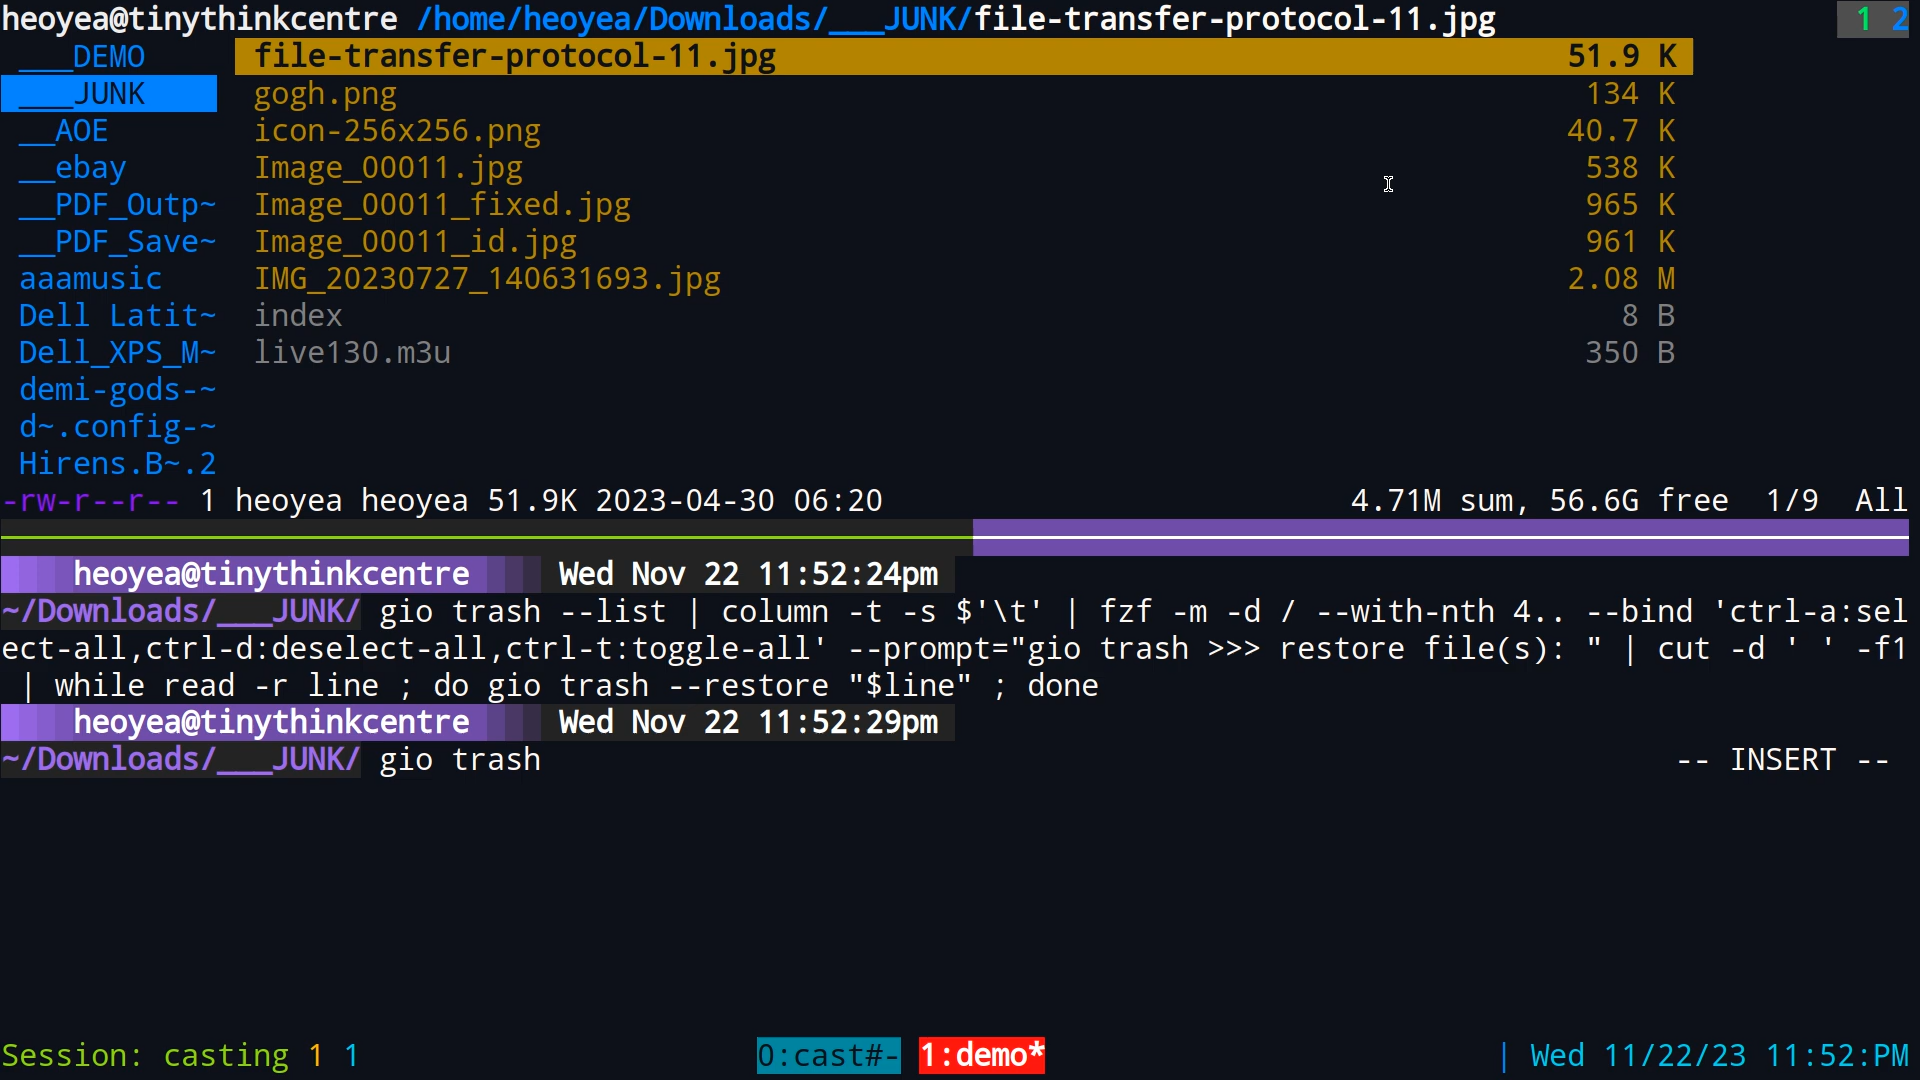 heoyea@tinythinkcentre /home/heoyea/Downloads/___JUNK/file-transfer-protocol-11.jpg 1 2
___DEMO file-transfer-protocol-11.jpg 51.9 K
___JUNK gogh.png 134 K
__AOE icon-256x256.png 40.7 K
__ebay Image_00011.jpg 538 K
__PDF_Outp~ Image_00011_fixed.jpg 965 K
__PDF_Save~ Image_00011_id.jpg 961 K
aaamusic IMG_20230727_140631693.jpg 2.08 M
Dell Latit~ index 8 B
Dell_XPS_M~ live130.m3u 350 B
demi-gods-~
d~.config-~
Hirens.B~.2
-rw-r--r-- 1 heoyea heoyea 51.9K 2023-04-30 06:20 4.71M sum, 56.6G free 1/9 All
heoyea@tinythinkcentre Wed Nov 22 11:52:24pm
~/Downloads/___JUNK/ gio trash --list | column -t -s $'\t' | fzf -m -d / --with-nth 4.. --bind 'ctrl-a:sel
ect-all,ctrl-d:deselect-all,ctrl-t:toggle-all' --prompt="gio trash >>> restore file(s): " | cut -d ' ' -f1
| while read -r line ; do gio trash --restore "$line" ; done
heoyea@tinythinkcentre Wed Nov 22 11:52:29pm
~/Downloads/___JUNK/ gio trash -- INSERT --
Session: casting 1 1 0:cast#- 1:demo* | Wed 11/22/23 11:52:PM